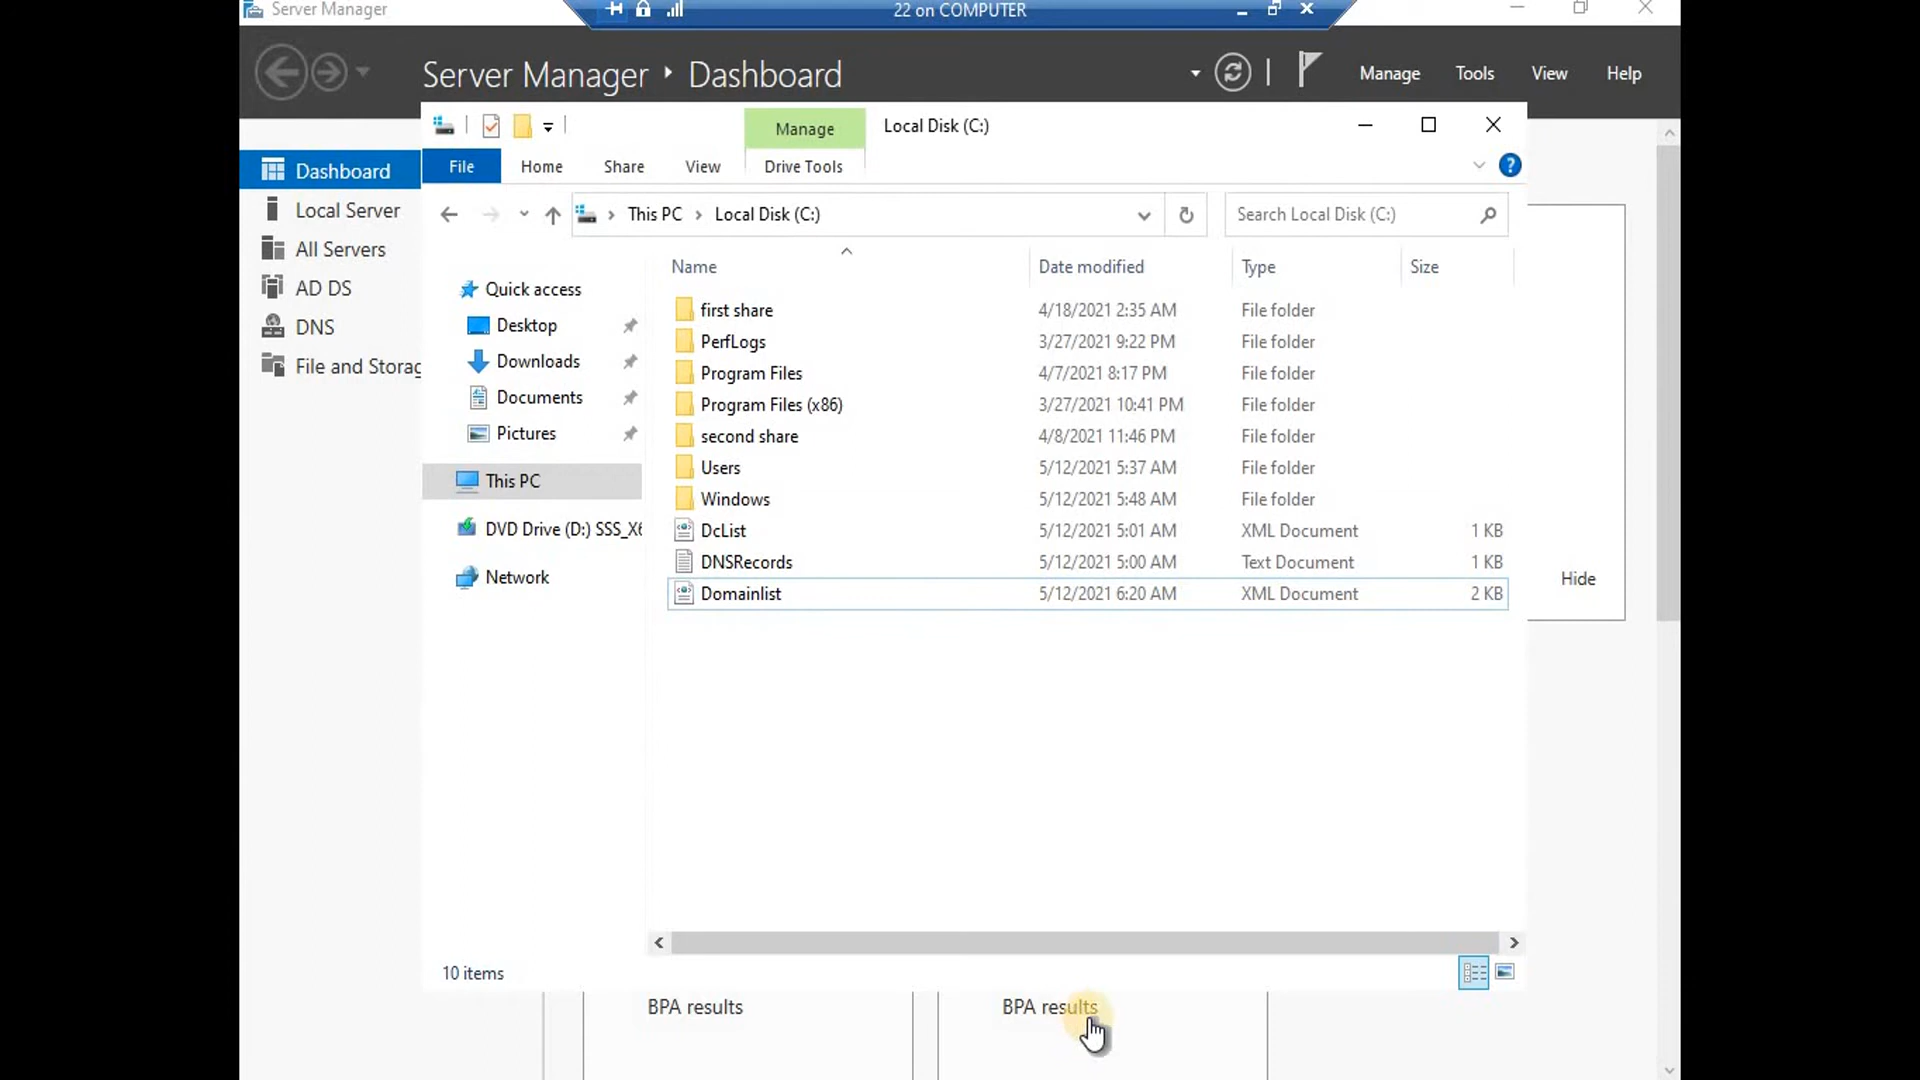 Server Manager
22 on COMPUTER
Server Manager Dashboard
Manage Tools View Help
Manage
Local Disk (C:)
File Home Share View Drive Tools
This PC Local Disk (C:)
Search Local Disk (C:)
Dashboard
Local Server
All Servers
AD DS
DNS
File and Storag
Quick access
Desktop
Downloads
Documents
Pictures
This PC
DVD Drive (D:) SSS_X6
Network
Name Date modified Type Size
first share 4/18/2021 2:35 AM File folder
PerfLogs 3/27/2021 9:22 PM File folder
Program Files 4/7/2021 8:17 PM File folder
Program Files (x86) 3/27/2021 10:41 PM File folder
second share 4/8/2021 11:46 PM File folder
Users 5/12/2021 5:37 AM File folder
Windows 5/12/2021 5:48 AM File folder
DcList 5/12/2021 5:01 AM XML Document 1 KB
DNSRecords 5/12/2021 5:00 AM Text Document 1 KB
Domainlist 5/12/2021 6:20 AM XML Document 2 KB
Hide
10 items
BPA results
BPA results